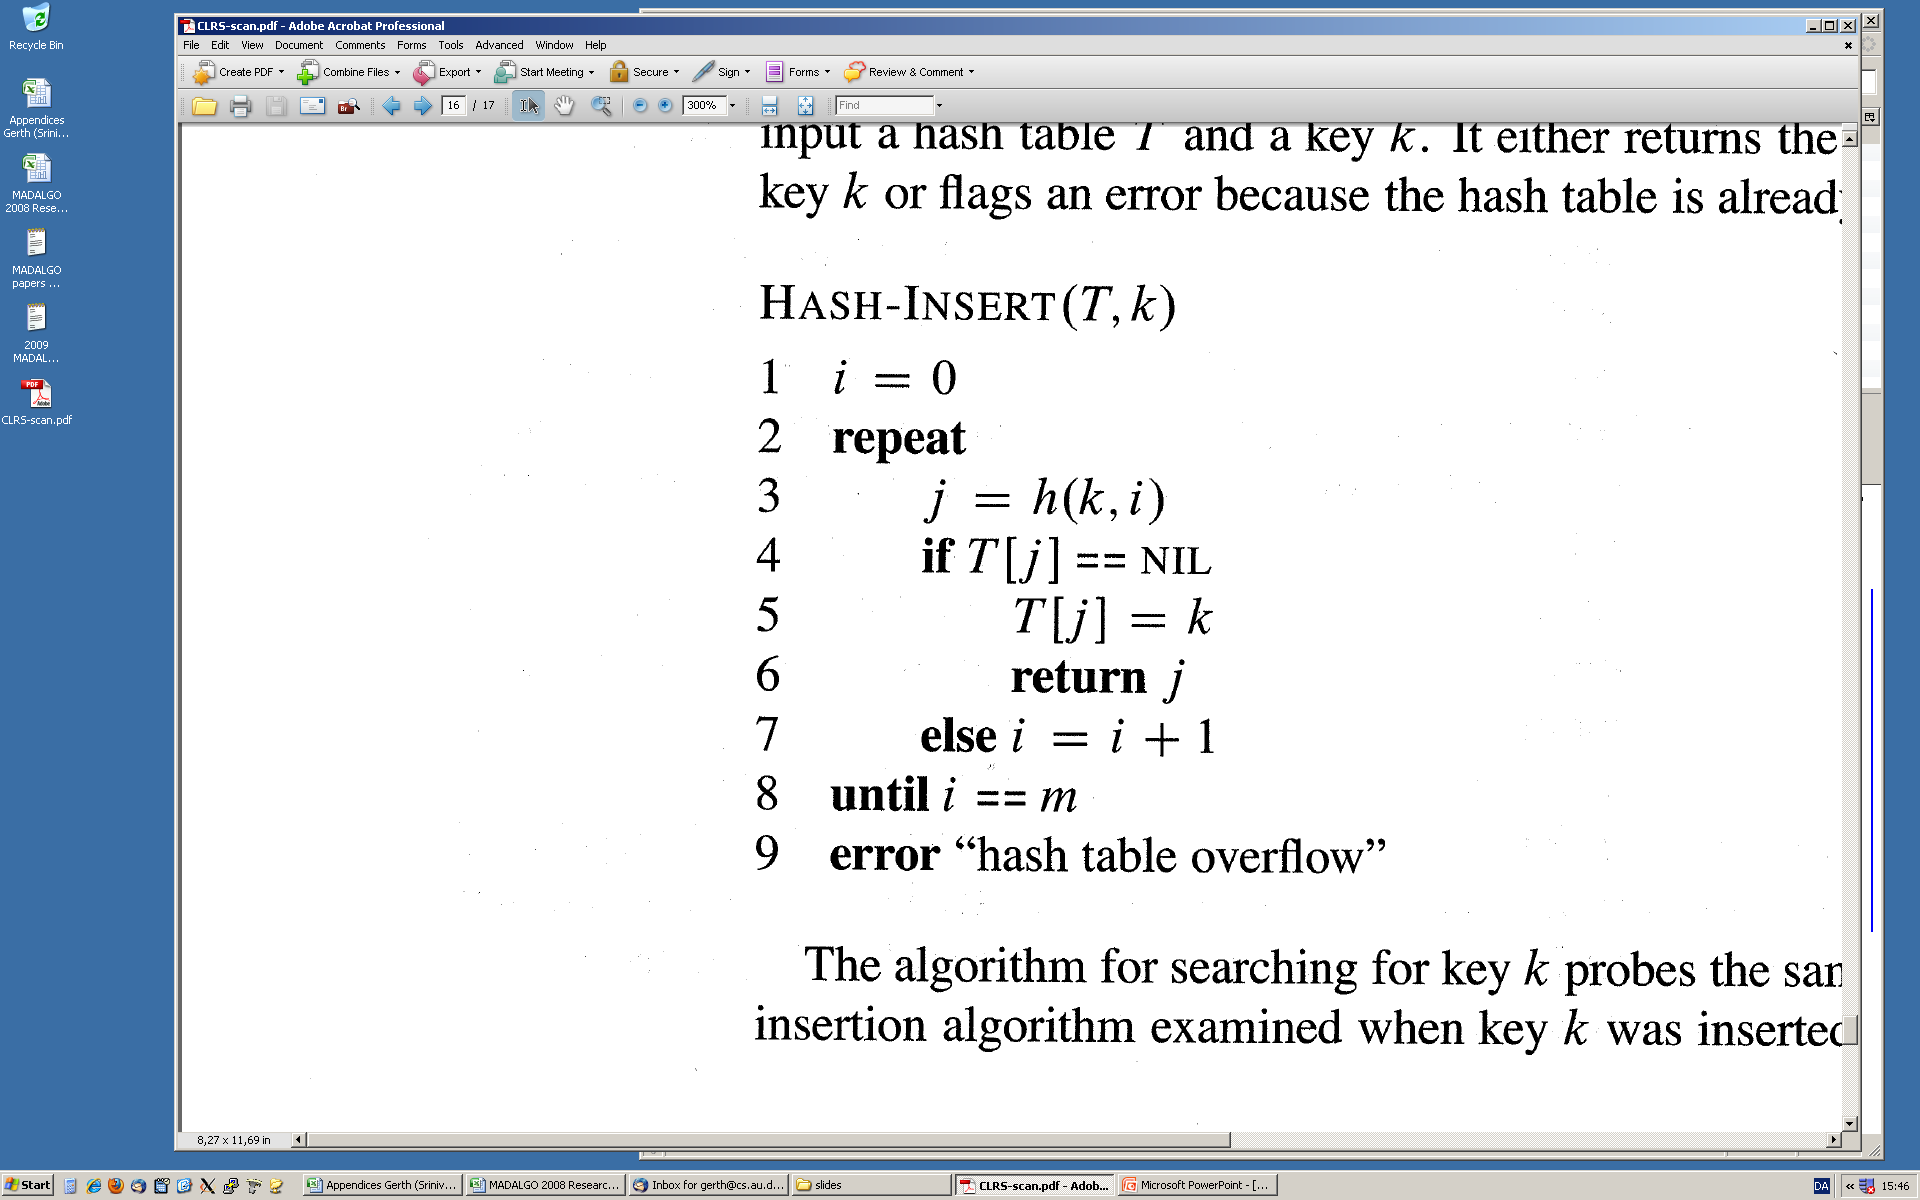 CLRS-scan.pdf - Adobe Acrobat Professional
File Edit View Document Comments Forms Tools Advanced Window Help
Create PDF Combine Files Export Start Meeting Secure Sign Forms Review & Comment
16 / 17 300% Find
Recycle Bin
Appendices
Gerth (Srini...
MADALGO
2008 Rese...
MADALGO
papers ...
2009
MADAL...
CLRS-scan.pdf
input a hash table T and a key k. It either returns the
key k or flags an error because the hash table is already
HASH-INSERT(T, k)
1 i = 0
2 repeat
3 j = h(k, i)
4 if T[j] == NIL
5 T[j] = k
6 return j
7 else i = i + 1
8 until i == m
9 error “hash table overflow”
The algorithm for searching for key k probes the
insertion algorithm examined when key k was inserted
8,27 x 11,69 in
Start Appendices Gerth (Sriniv... MADALGO 2008 Researc... Inbox for gerth@cs.au.d... slides CLRS-scan.pdf - Adob... Microsoft PowerPoint - [... DA « 15:46